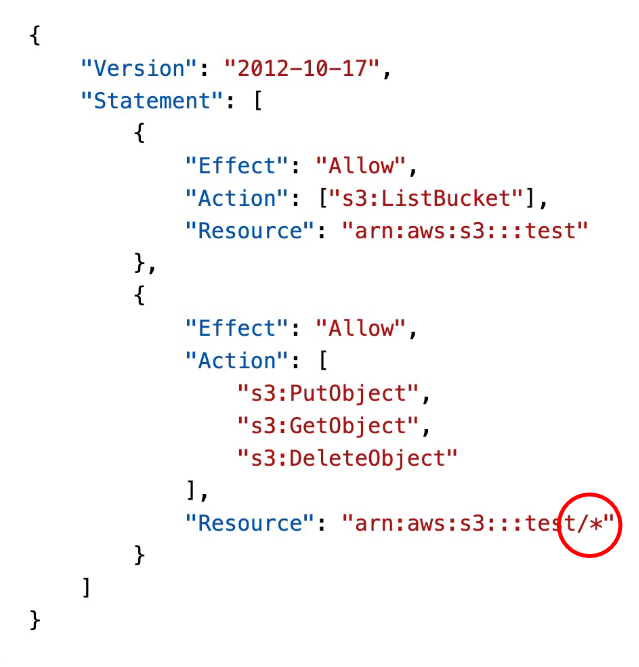 {
    "Version": "2012-10-17",
    "Statement": [
        {
            "Effect": "Allow",
            "Action": ["s3:ListBucket"],
            "Resource": "arn:aws:s3:::test"
        },
        {
            "Effect": "Allow",
            "Action": [
                "s3:PutObject",
                "s3:GetObject",
                "s3:DeleteObject"
            ],
            "Resource": "arn:aws:s3:::test/*"
        }
    ]
}